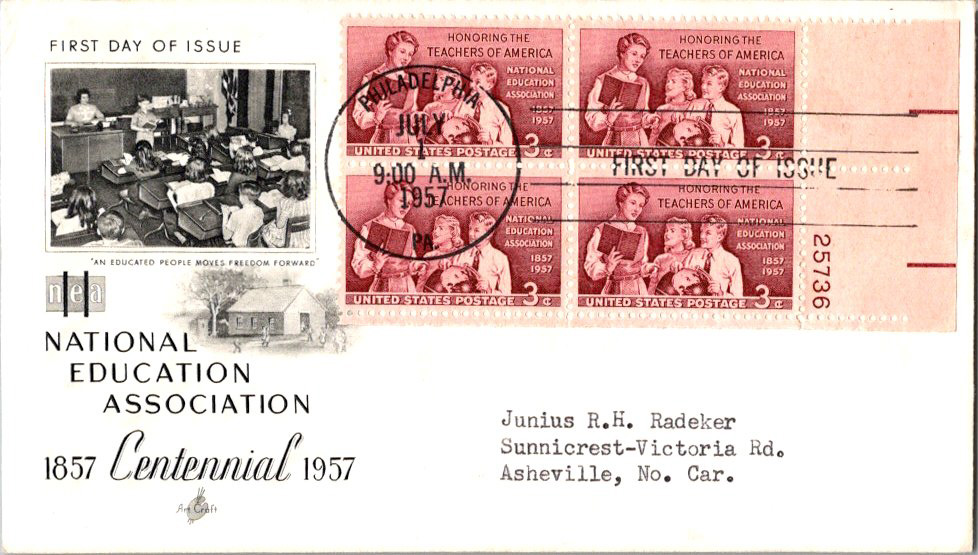 FIRST DAY OF ISSUE
"AN EDUCATED PEOPLE MOVES FREEDOM FORWARD"
nea
NATIONAL
EDUCATION
ASSOCIATION
1857 Centennial 1957
Art Craft
HONORING THE
TEACHERS OF AMERICA
NATIONAL
EDUCATION
ASSOCIATION
1857
1957
UNITED STATES POSTAGE 3¢
HONORING THE
TEACHERS OF AMERICA
NATIONAL
EDUCATION
ASSOCIATION
1857
1957
UNITED STATES POSTAGE 3¢
HONORING THE
TEACHERS OF AMERICA
NATIONAL
EDUCATION
ASSOCIATION
1857
1957
UNITED STATES POSTAGE 3¢
HONORING THE
TEACHERS OF AMERICA
NATIONAL
EDUCATION
ASSOCIATION
1857
1957
UNITED STATES POSTAGE 3¢
PHILADELPHIA
JULY
1
9:00 A.M.
1957
PA.
FIRST DAY OF ISSUE
25736
Junius R.H. Radeker
Sunnicrest-Victoria Rd.
Asheville, No. Car.